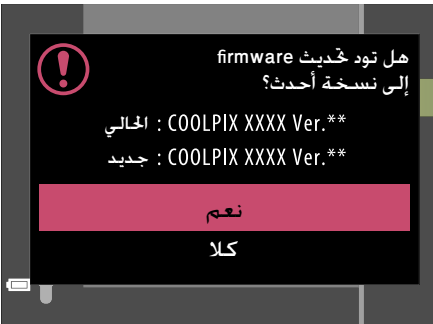 هل تود تحديث firmware
إلى نسخة أحدث؟
الحالي : COOLPIX XXXX Ver.**
جديد : COOLPIX XXXX Ver.**
نعم
كلا